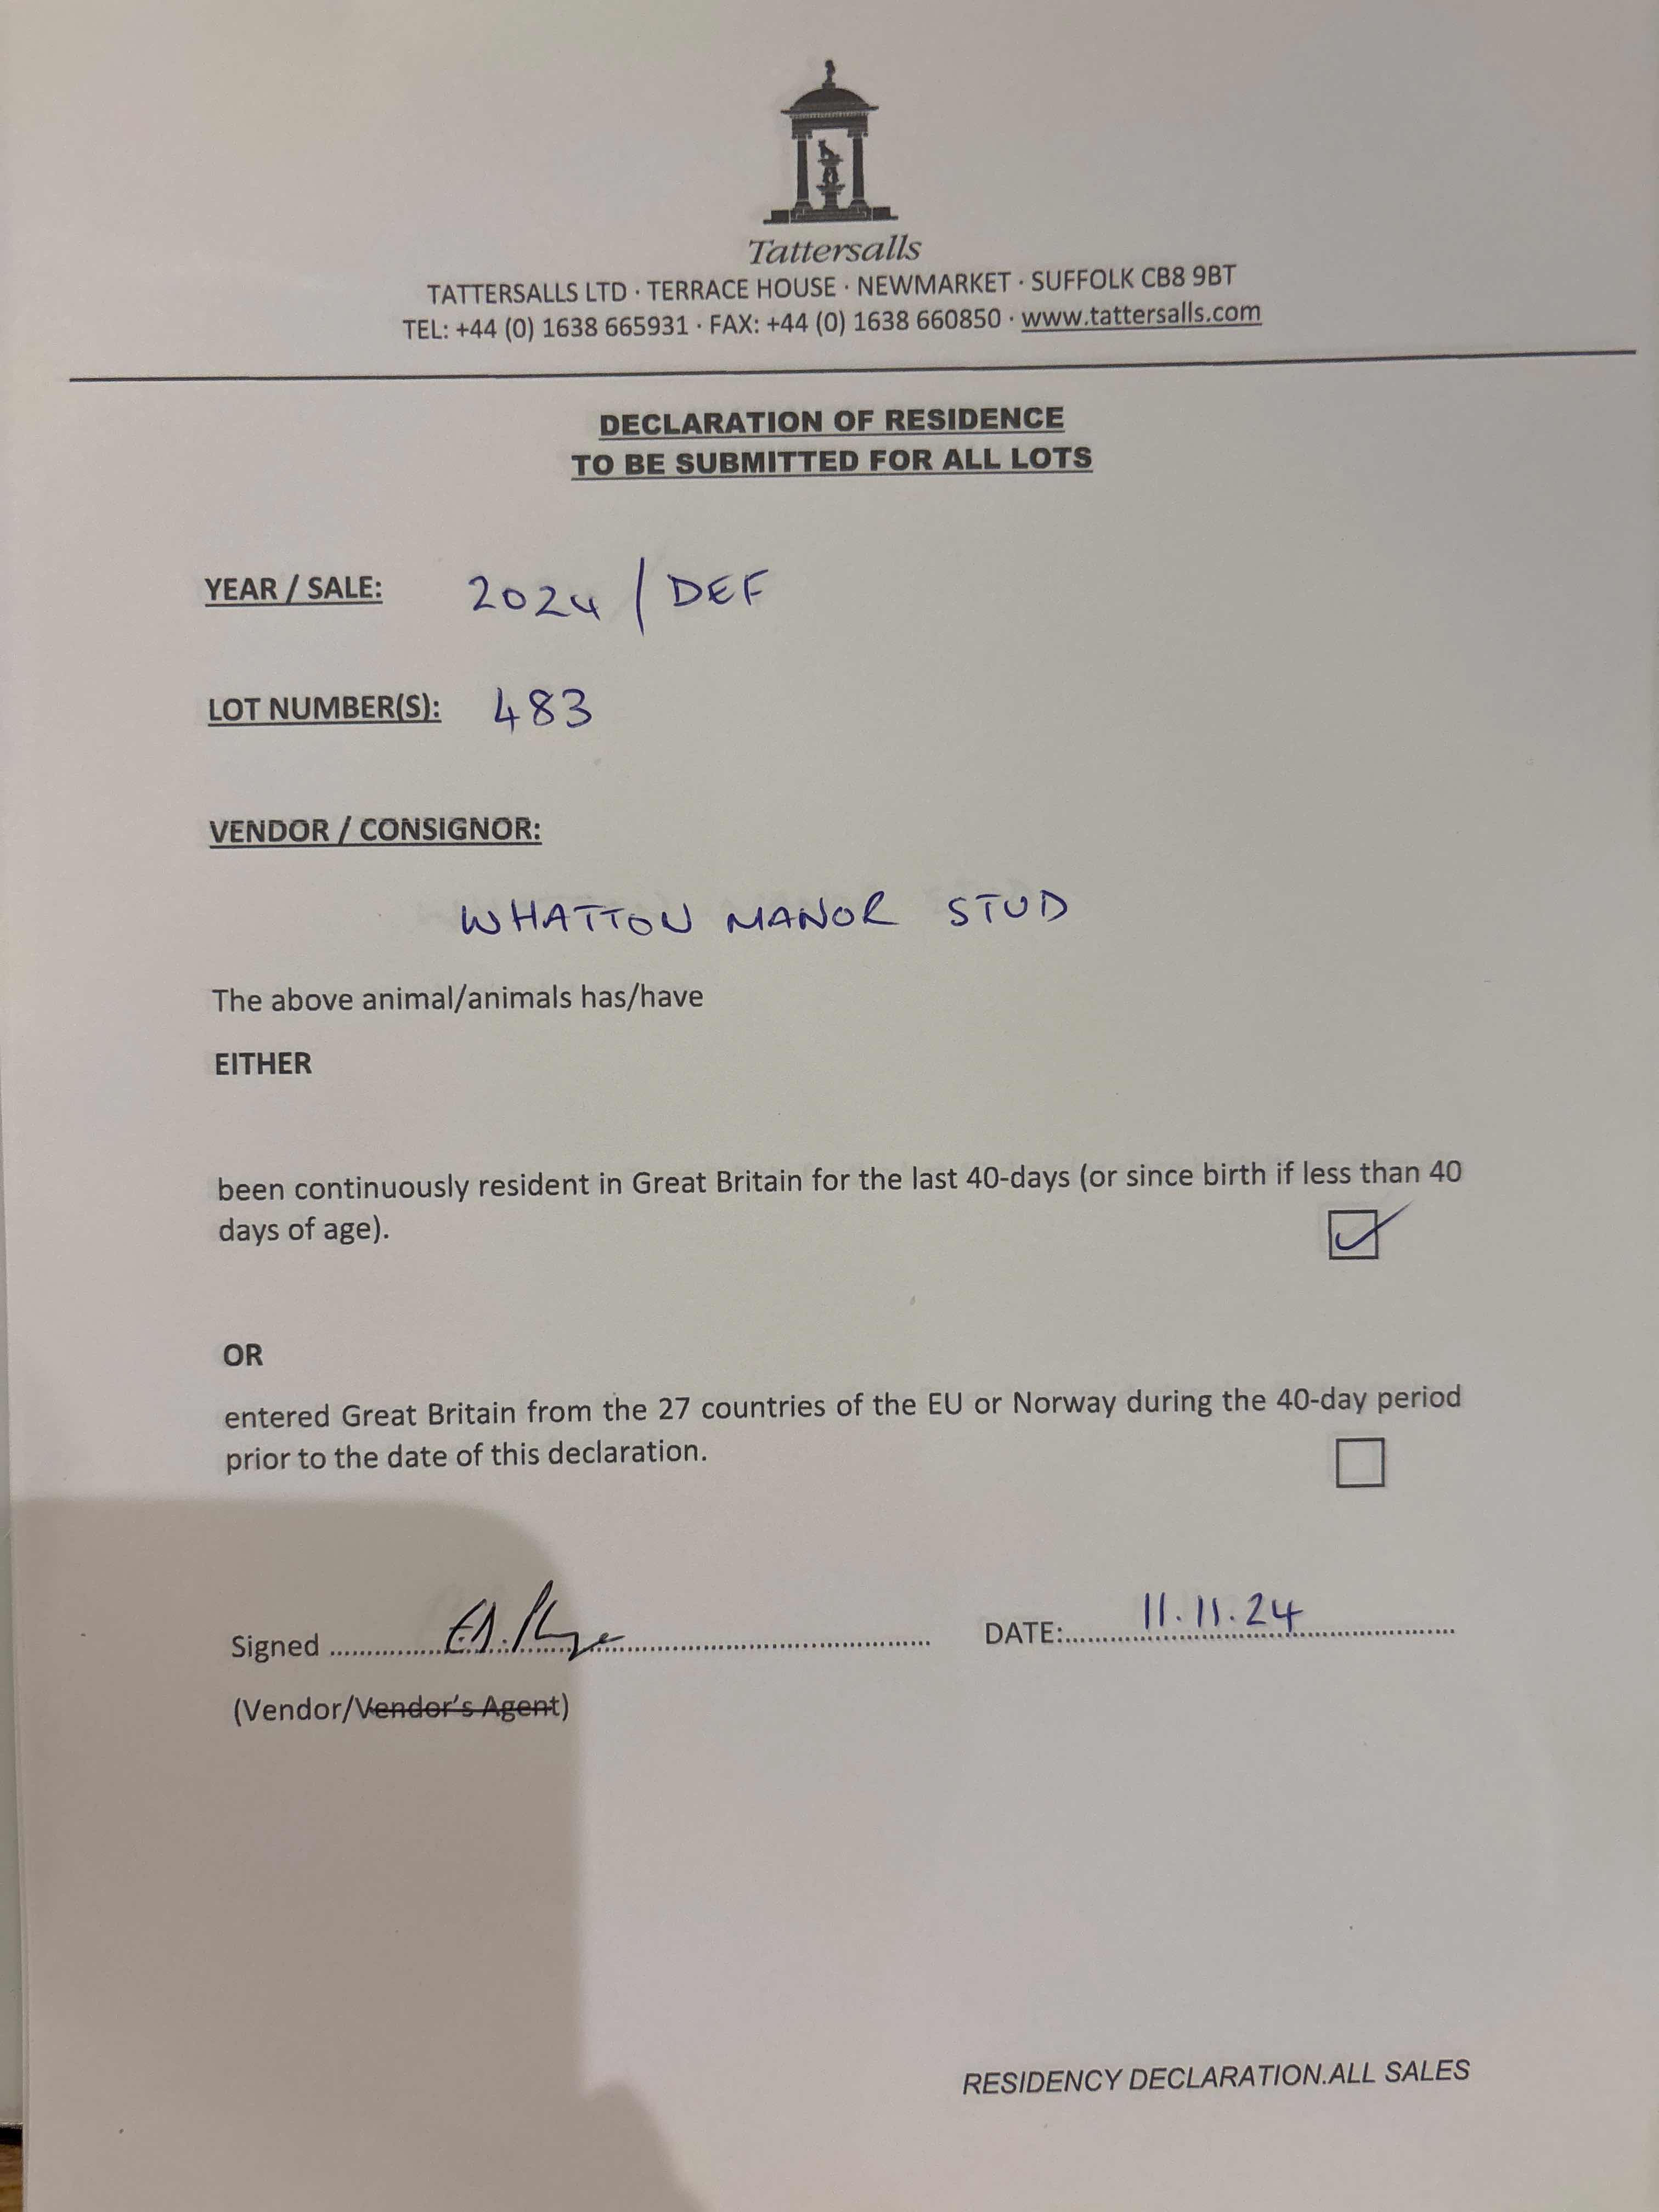 Tattersalls
TATTERSALLS LTD · TERRACE HOUSE · NEWMARKET · SUFFOLK CB8 9BT
TEL: +44 (0) 1638 665931 · FAX: +44 (0) 1638 660850 · www.tattersalls.com
DECLARATION OF RESIDENCE
TO BE SUBMITTED FOR ALL LOTS
YEAR / SALE: 2024 / DEF
LOT NUMBER(S): 483
VENDOR / CONSIGNOR:
WHATTON MANOR STUD
The above animal/animals has/have
EITHER
been continuously resident in Great Britain for the last 40-days (or since birth if less than 40
days of age).
OR
entered Great Britain from the 27 countries of the EU or Norway during the 40-day period
prior to the date of this declaration.
Signed DATE: 11.11.24
(Vendor/Vendor's Agent)
RESIDENCY DECLARATION.ALL SALES